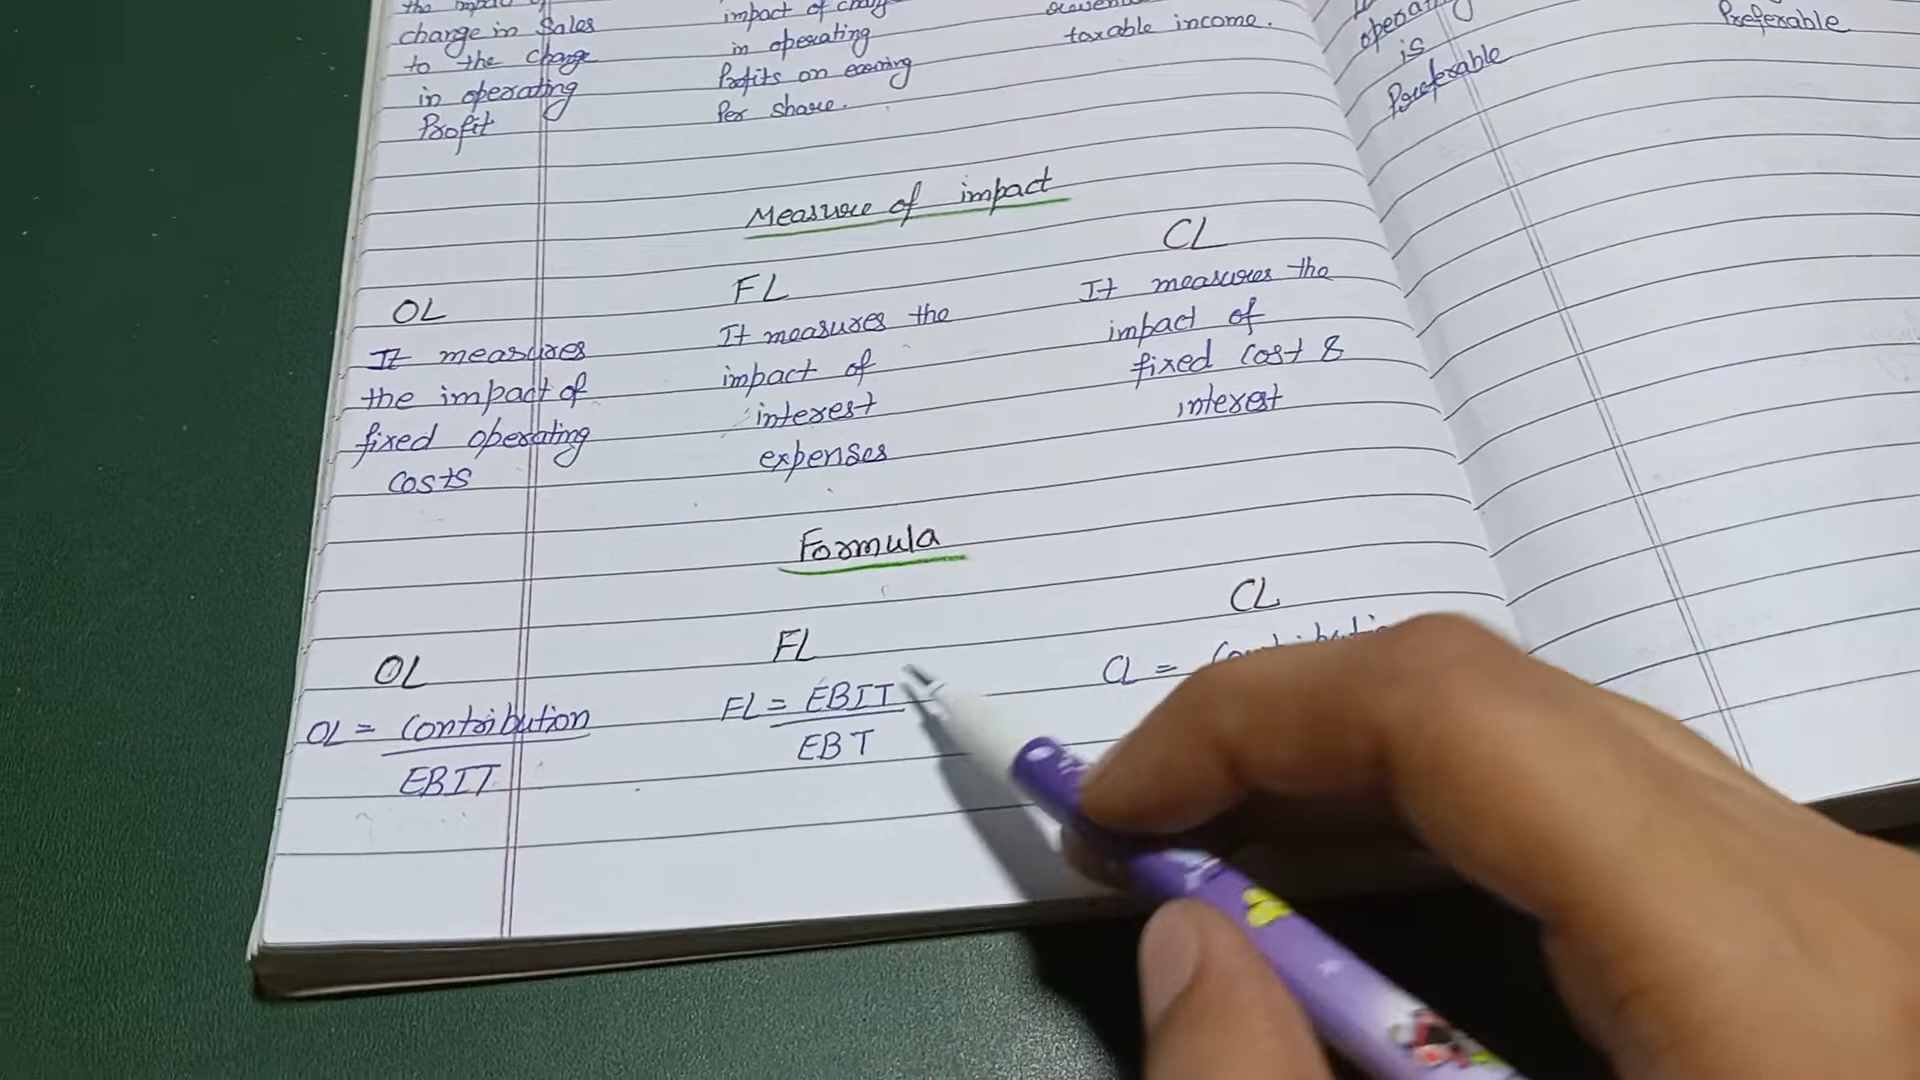 change in Sales
to the change
in operating
Profit
impact of
in operating
Profits on earning
Per share.
taxable income.
operating
is
Preferable
Preferable
Measure of impact
OL
It measures
the impact of
fixed operating
costs
FL
It measures the
impact of
interest
expenses
CL
It measures the
impact of
fixed cost &
interest
Formula
OL
OL = Contribution
EBIT
FL
FL = EBIT
EBT
CL
CL =